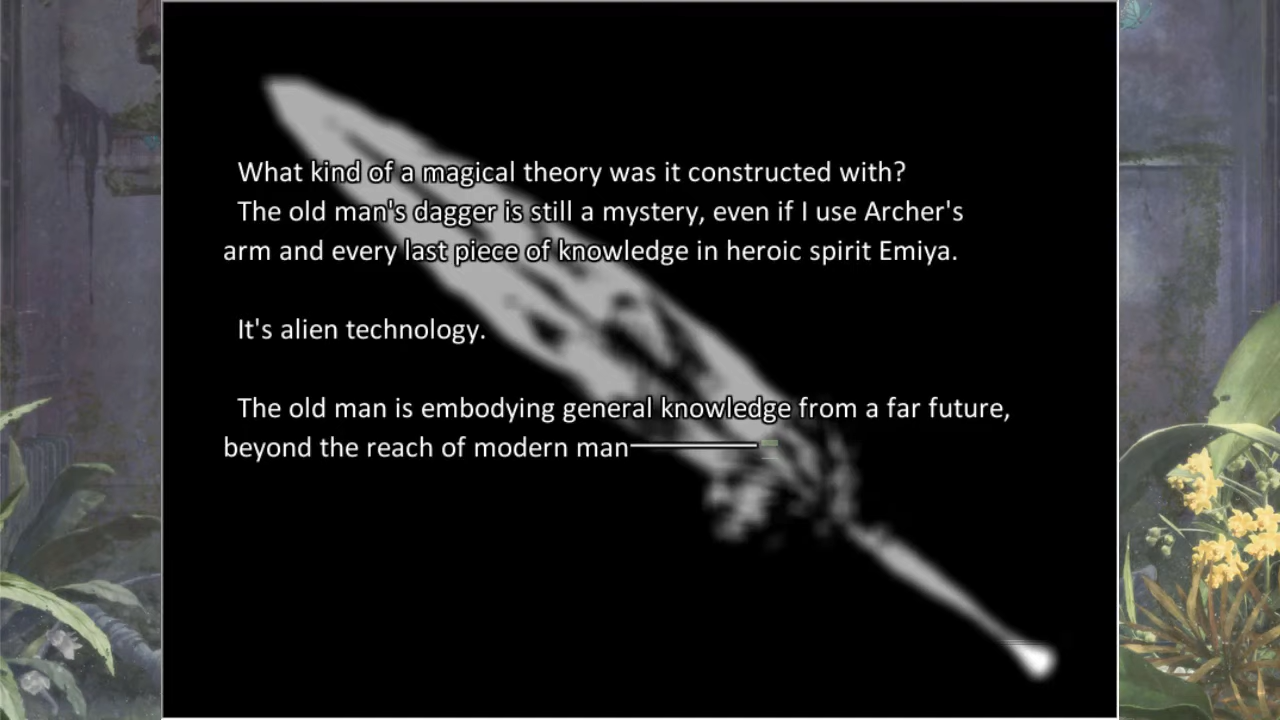 What kind of a magical theory was it constructed with?
The old man's dagger is still a mystery, even if I use Archer's
arm and every last piece of knowledge in heroic spirit Emiya.
It's alien technology.
The old man is embodying general knowledge from a far future,
beyond the reach of modern man―――――